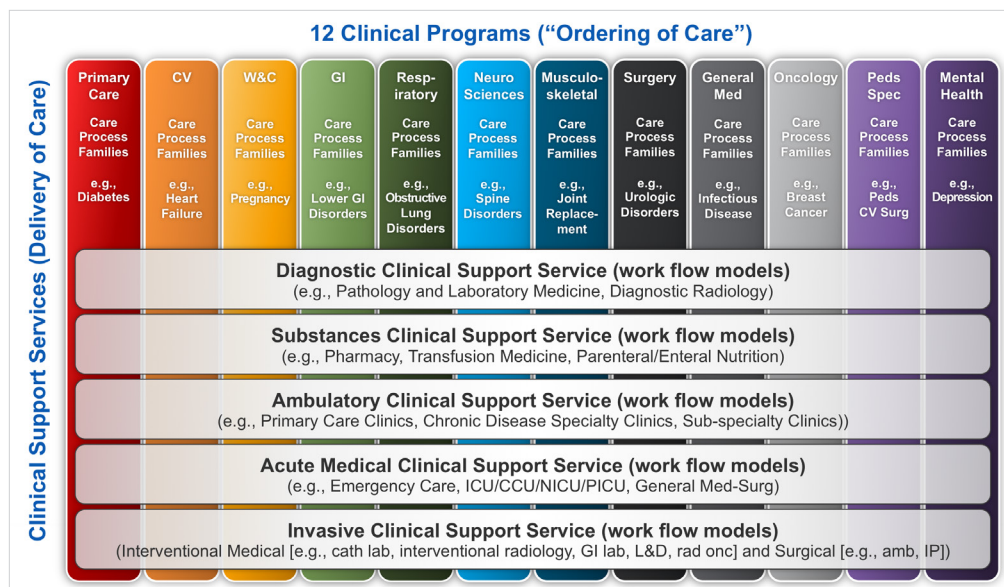 12 Clinical Programs (“Ordering of Care”)
Clinical Support Services (Delivery of Care)
Primary
Care
Care
Process
Families
e.g.,
Diabetes
CV
Care
Process
Families
e.g.,
Heart
Failure
W&C
Care
Process
Families
e.g.,
Pregnancy
GI
Care
Process
Families
e.g.,
Lower GI
Disorders
Resp-
iratory
Care
Process
Families
e.g.,
Obstructive
Lung
Disorders
Neuro
Sciences
Care
Process
Families
e.g.,
Spine
Disorders
Musculo-
skeletal
Care
Process
Families
e.g.,
Joint
Replace-
ment
Surgery
Care
Process
Families
e.g.,
Urologic
Disorders
General
Med
Care
Process
Families
e.g.,
Infectious
Disease
Oncology
Care
Process
Families
e.g.,
Breast
Cancer
Peds
Spec
Care
Process
Families
e.g.,
Peds
CV Surg
Mental
Health
Care
Process
Families
e.g.,
Depression
Diagnostic Clinical Support Service (work flow models)
(e.g., Pathology and Laboratory Medicine, Diagnostic Radiology)
Substances Clinical Support Service (work flow models)
(e.g., Pharmacy, Transfusion Medicine, Parenteral/Enteral Nutrition)
Ambulatory Clinical Support Service (work flow models)
(e.g., Primary Care Clinics, Chronic Disease Specialty Clinics, Sub-specialty Clinics))
Acute Medical Clinical Support Service (work flow models)
(e.g., Emergency Care, ICU/CCU/NICU/PICU, General Med-Surg)
Invasive Clinical Support Service (work flow models)
(Interventional Medical [e.g., cath lab, interventional radiology, GI lab, L&D, rad onc] and Surgical [e.g., amb, IP])